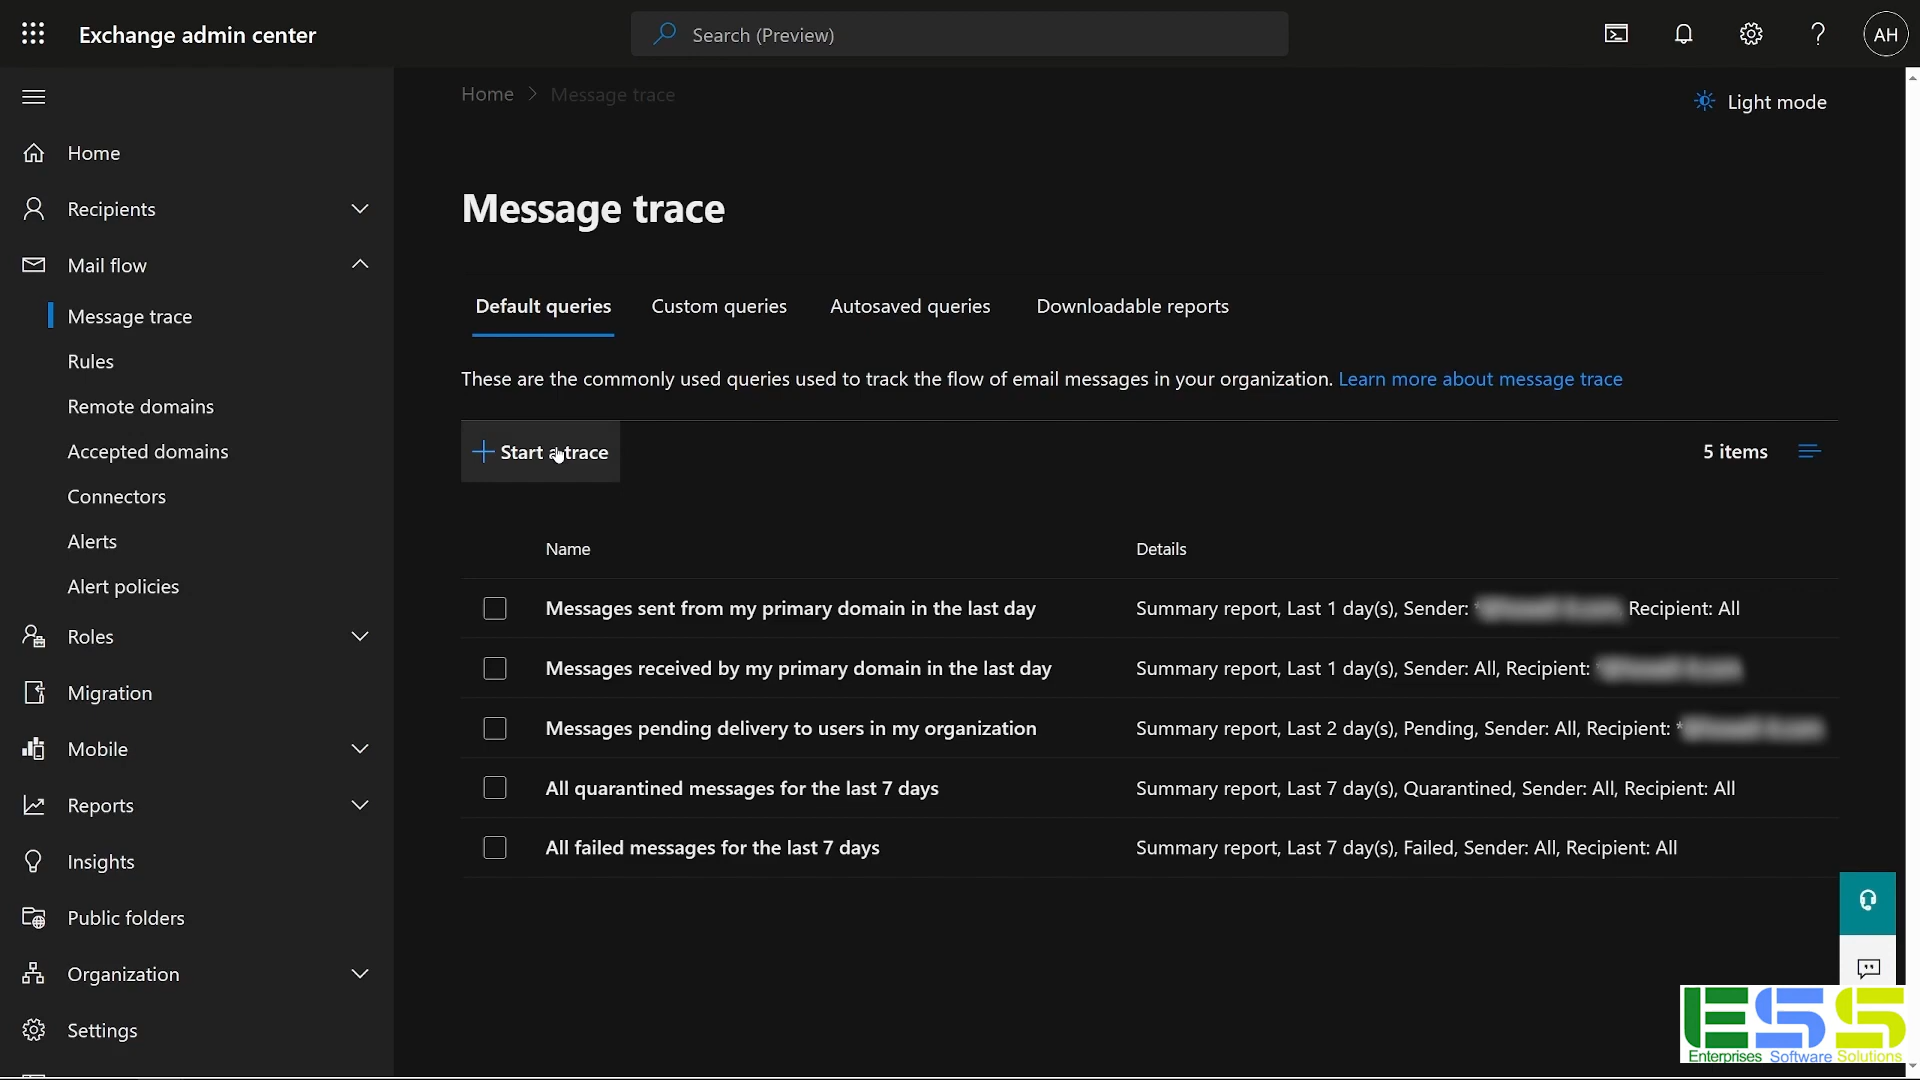 Exchange admin center
Search (Preview)
AH
Home > Message trace
Light mode
Home
Recipients
Mail flow
Message trace
Rules
Remote domains
Accepted domains
Connectors
Alerts
Alert policies
Roles
Migration
Mobile
Reports
Insights
Public folders
Organization
Settings
Message trace
Default queries Custom queries Autosaved queries Downloadable reports
These are the commonly used queries used to track the flow of email messages in your organization. Learn more about message trace
Start a trace
5 items
Name Details
Messages sent from my primary domain in the last day Summary report, Last 1 day(s), Sender: * Recipient: All
Messages received by my primary domain in the last day Summary report, Last 1 day(s), Sender: All, Recipient:
Messages pending delivery to users in my organization Summary report, Last 2 day(s), Pending, Sender: All, Recipient: *
All quarantined messages for the last 7 days Summary report, Last 7 day(s), Quarantined, Sender: All, Recipient: All
All failed messages for the last 7 days Summary report, Last 7 day(s), Failed, Sender: All, Recipient: All
ESS
Enterprises Software Solutions